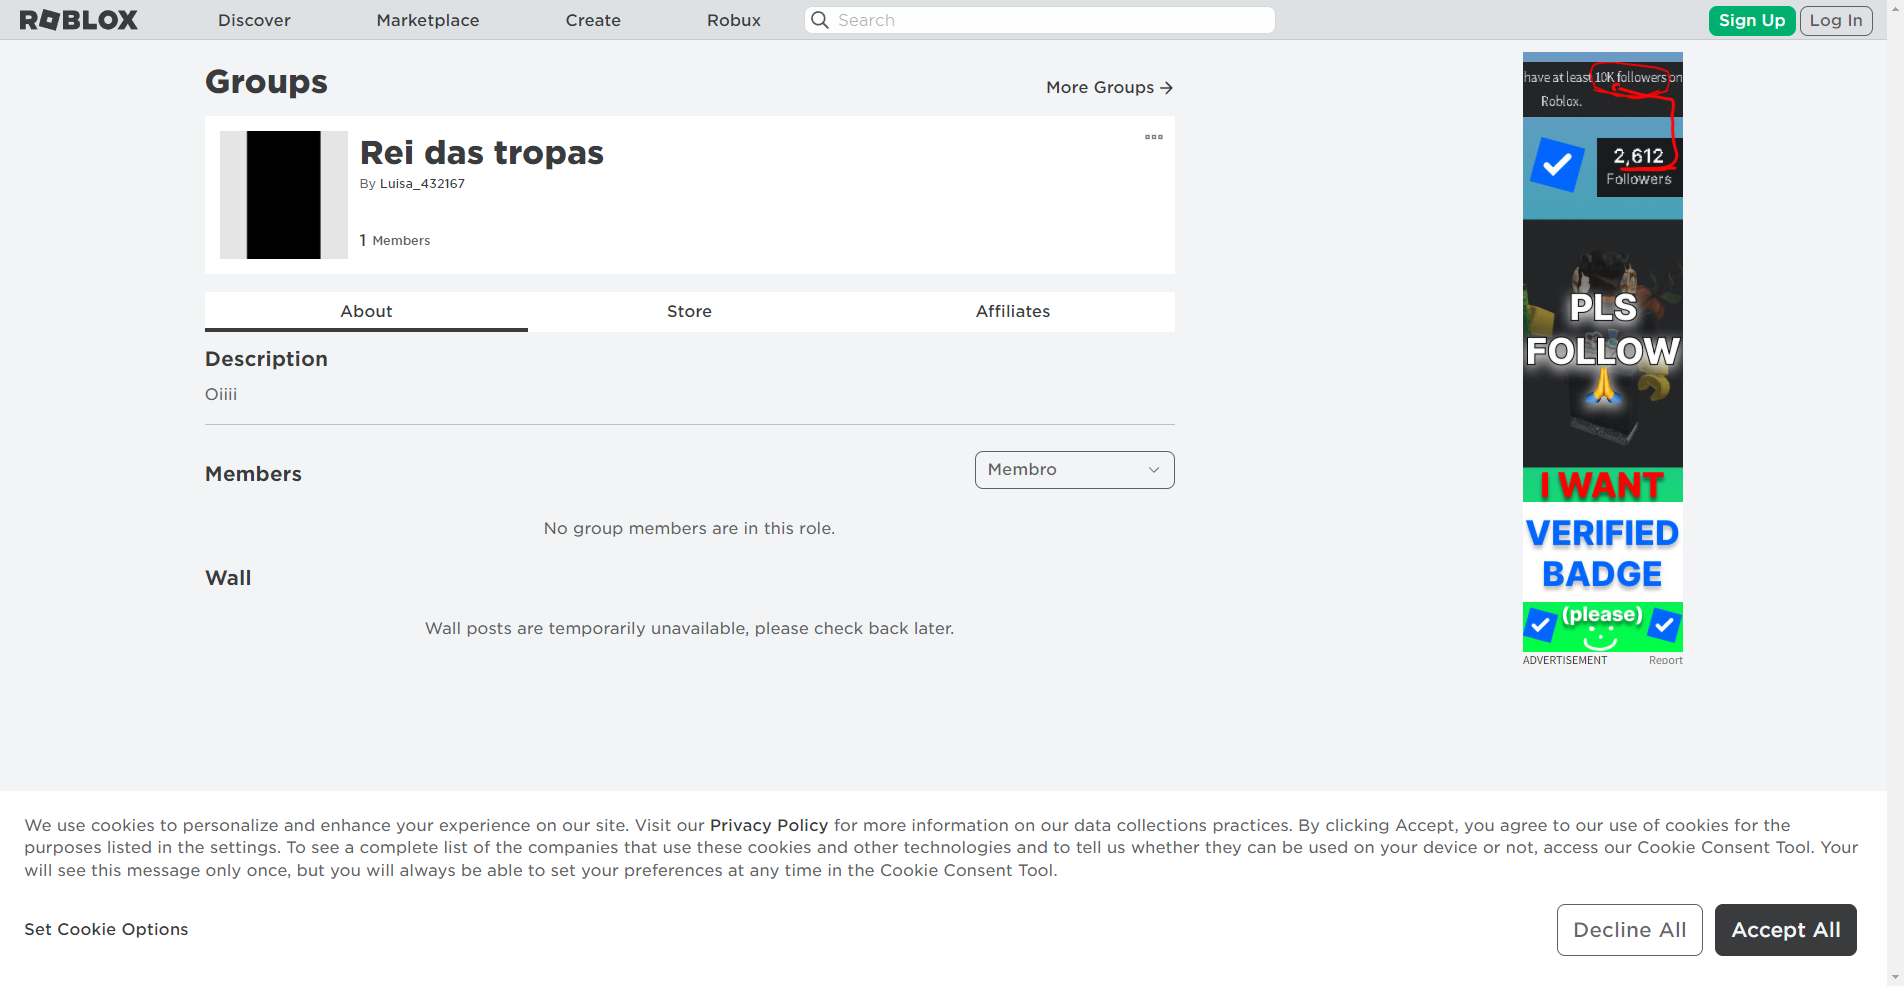 ROBLOX
Discover
Marketplace
Create
Robux
Search
Sign Up
Log In
Groups
More Groups
Rei das tropas
By Luisa_432167
1 Members
About
Store
Affiliates
Description
Oiiii
Members
Membro
No group members are in this role.
Wall
Wall posts are temporarily unavailable, please check back later.
have at least 10K followers on
Roblox.
2,612
Followers
PLS
FOLLOW
I WANT
VERIFIED
BADGE
(please)
ADVERTISEMENT
Report
We use cookies to personalize and enhance your experience on our site. Visit our Privacy Policy for more information on our data collections practices. By clicking Accept, you agree to our use of cookies for the
purposes listed in the settings. To see a complete list of the companies that use these cookies and other technologies and to tell us whether they can be used on your device or not, access our Cookie Consent Tool. Your
will see this message only once, but you will always be able to set your preferences at any time in the Cookie Consent Tool.
Set Cookie Options
Decline All
Accept All